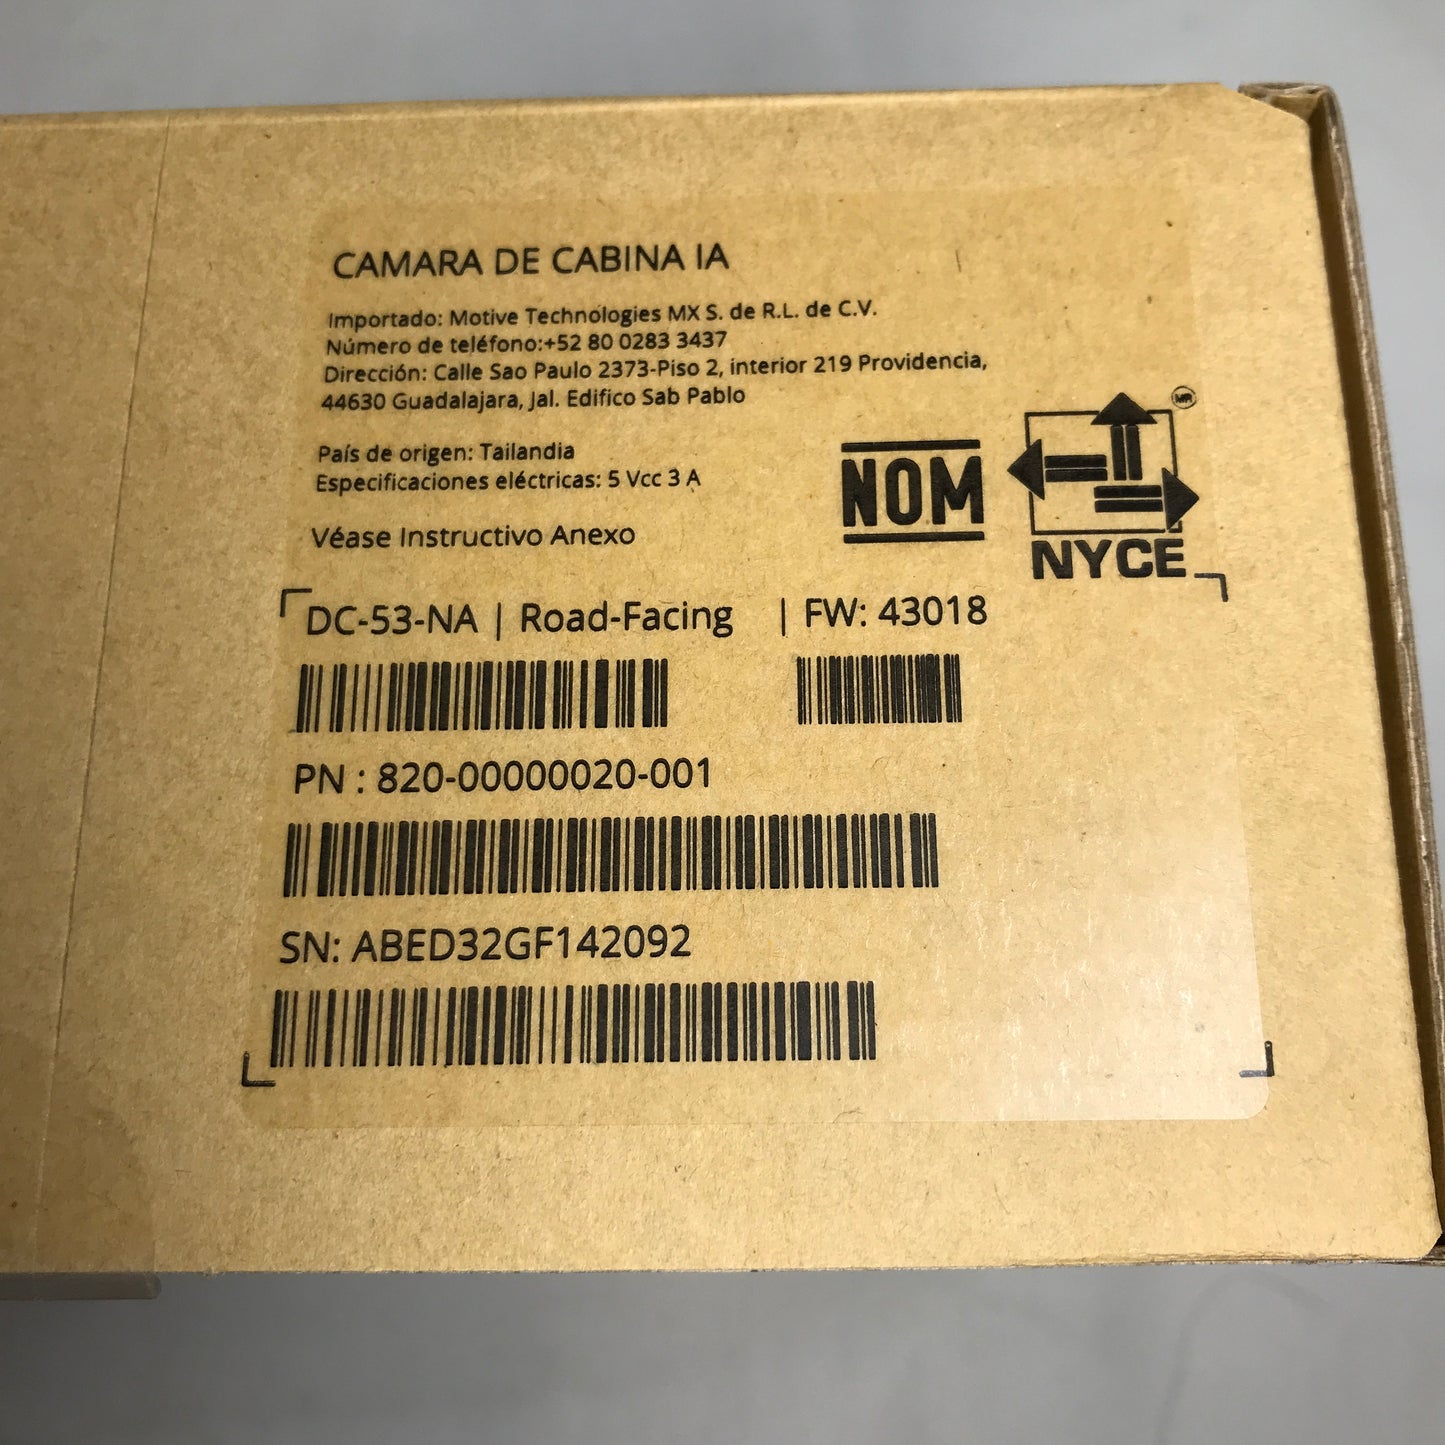 CAMARA DE CABINA IA
Importado: Motive Technologies MX S. de R.L. de C.V.
Número de teléfono:+52 80 0283 3437
Dirección: Calle Sao Paulo 2373-Piso 2, interior 219 Providencia,
44630 Guadalajara, Jal. Edifico Sab Pablo
País de origen: Tailandia
Especificaciones eléctricas: 5 Vcc 3 A
Véase Instructivo Anexo
NOM
MR
NYCE
DC-53-NA | Road-Facing | FW: 43018
PN : 820-00000020-001
SN: ABED32GF142092